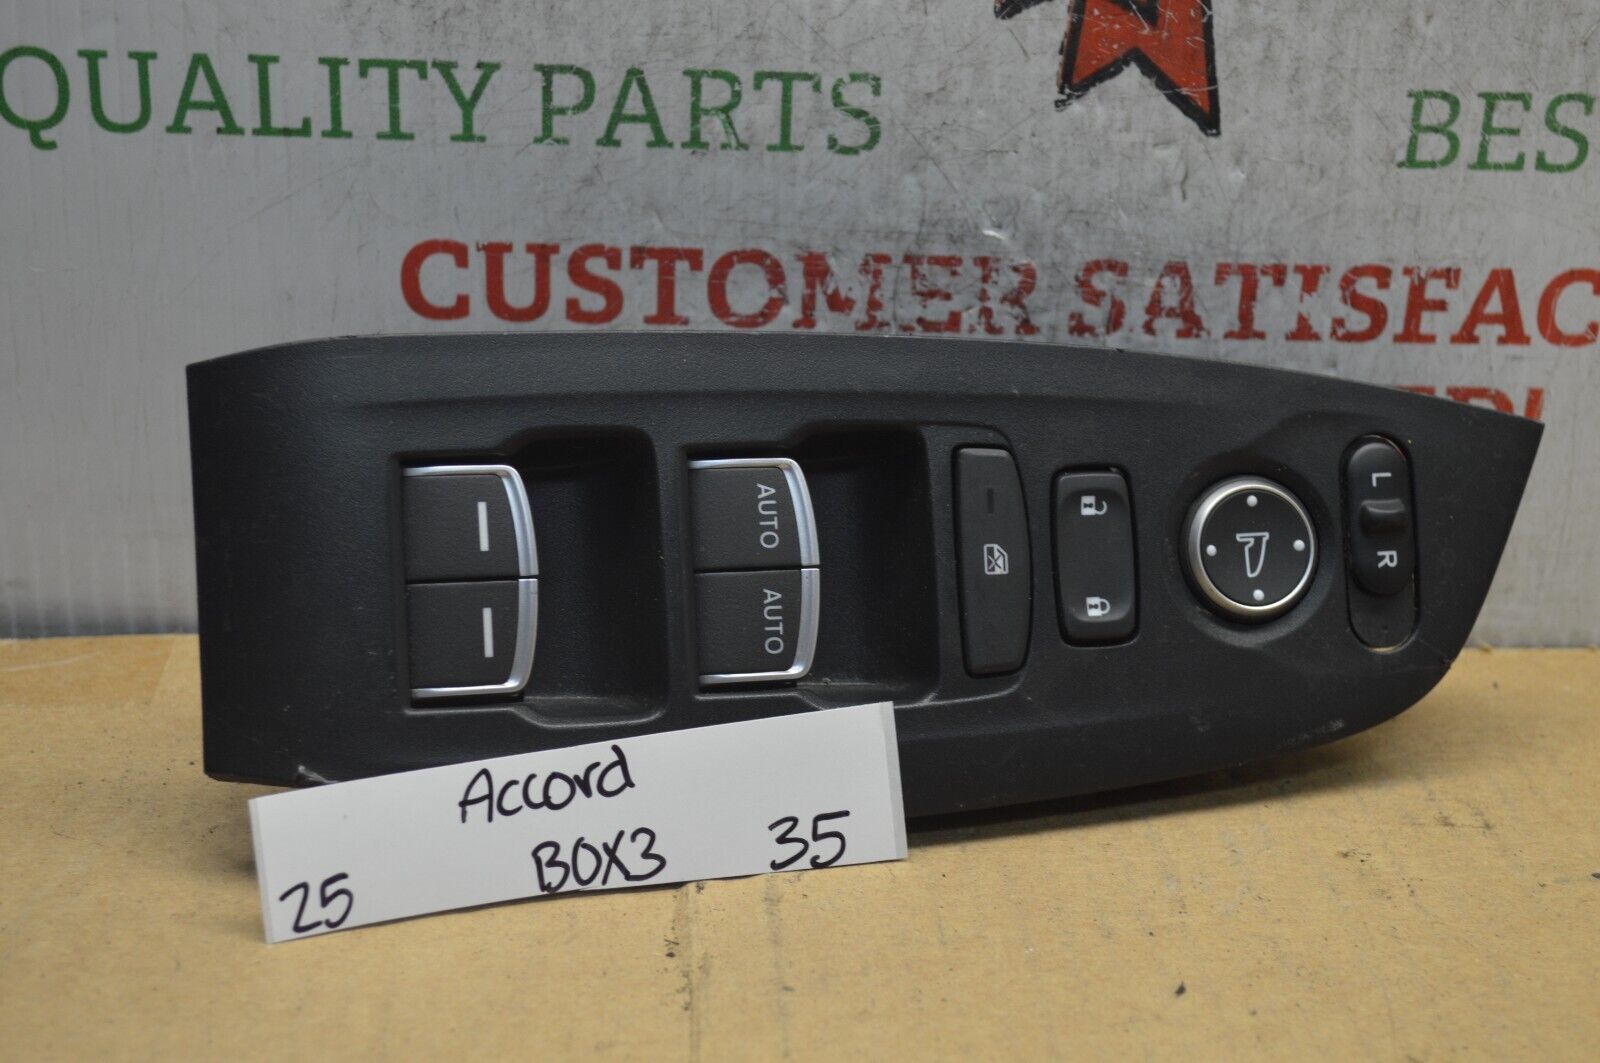 QUALITY PARTS
BES
CUSTOMER SATISFAC
AUTO
AUTO
L
R
Accord
BOX3
25
35